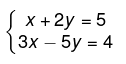 x + 2y = 5
3x − 5y = 4